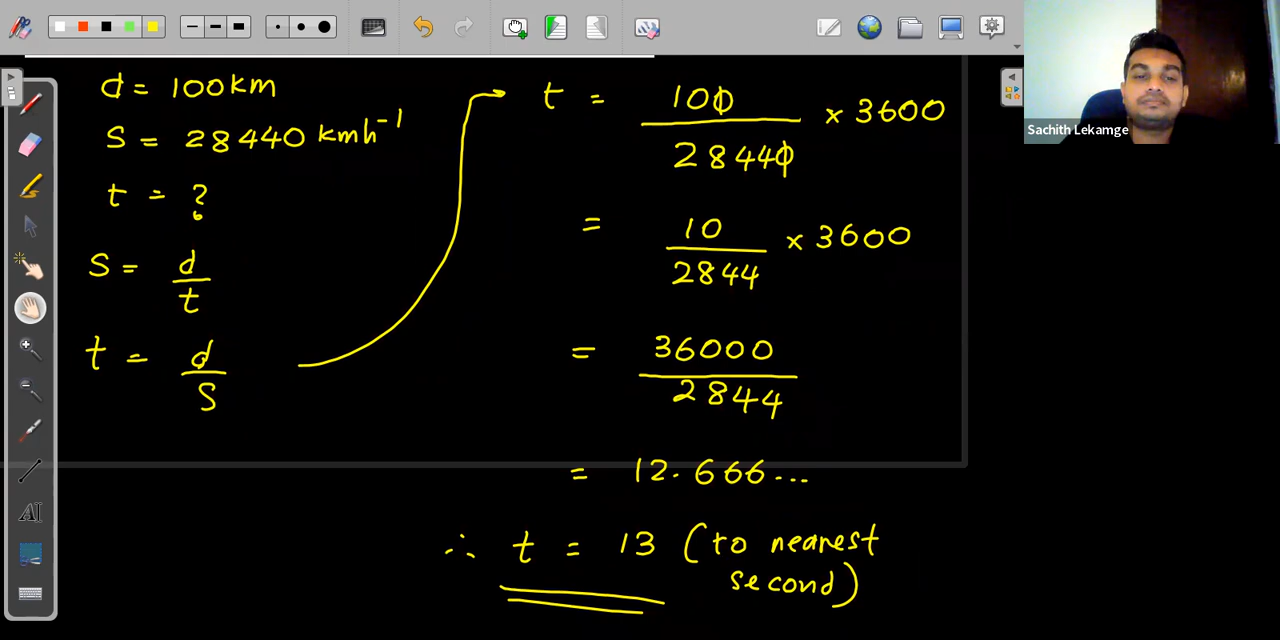 d = 100km
S = 28440 kmh⁻¹
t = ?
S = d/t
t = d/S
t = 100/28440 × 3600
= 10/2844 × 3600
= 36000/2844
= 12.666...
∴ t = 13 (to nearest
second)
Sachith Lekamge